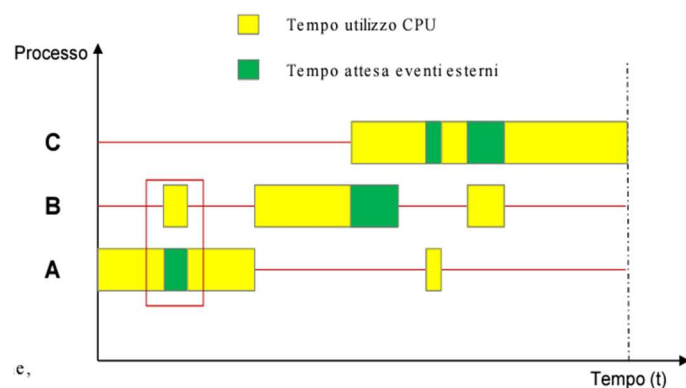 Tempo utilizzo CPU
Processo
Tempo attesa eventi esterni
C
B
A
e,
Tempo (t)